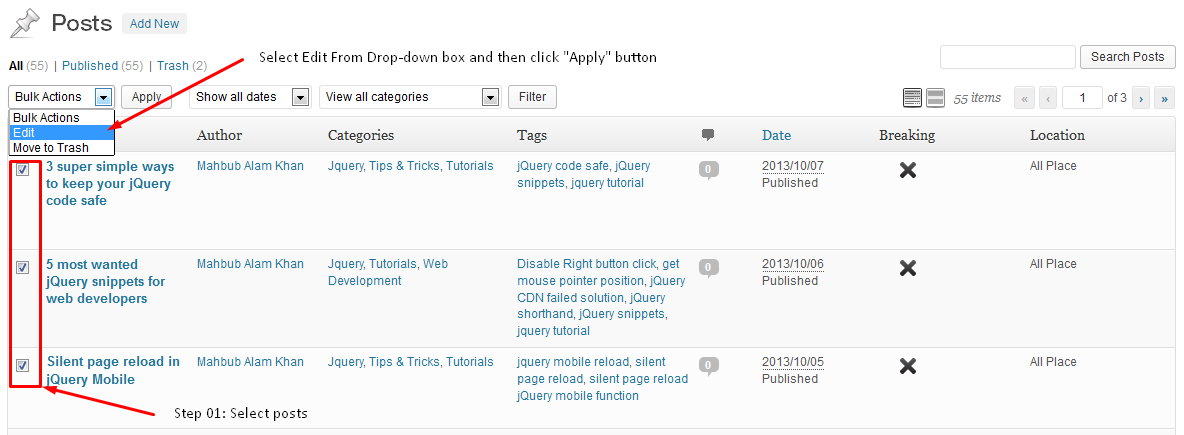 Posts Add New
Select Edit From Drop-down box and then click "Apply" button
All (55) | Published (55) | Trash (2)
Search Posts
Bulk Actions Apply Show all dates View all categories Filter 55 items « ‹ 1 of 3 › »
Bulk Actions
Edit
Move to Trash
Author Categories Tags Date Breaking Location
3 super simple ways
to keep your jQuery
code safe
Mahbub Alam Khan
Jquery, Tips & Tricks, Tutorials
jQuery code safe, jQuery
snippets, jquery tutorial
0
2013/10/07
Published
All Place
5 most wanted
jQuery snippets for
web developers
Mahbub Alam Khan
Jquery, Tutorials, Web
Development
Disable Right button click, get
mouse pointer position, jQuery
CDN failed solution, jQuery
shorthand, jQuery snippets,
jquery tutorial
0
2013/10/06
Published
All Place
Silent page reload in
jQuery Mobile
Mahbub Alam Khan
Jquery, Tips & Tricks, Tutorials
jquery mobile reload, silent
page reload, silent page reload
jQuery mobile function
0
2013/10/05
Published
All Place
Step 01: Select posts